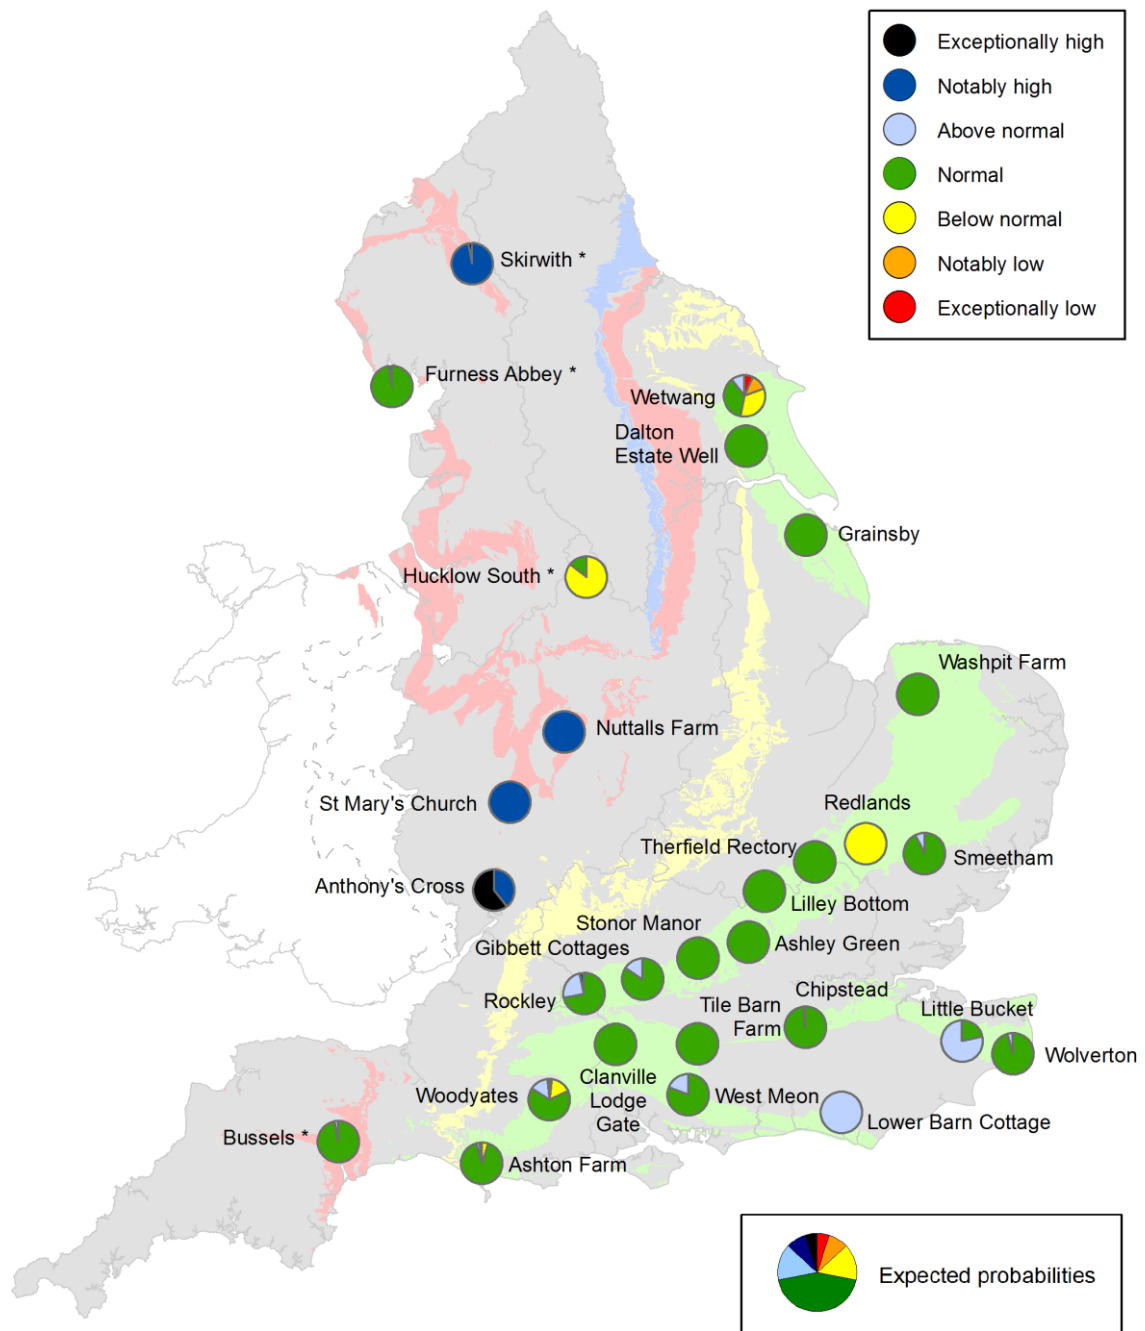 Exceptionally high
Notably high
Above normal
Normal
Below normal
Notably low
Exceptionally low
Skirwith *
Furness Abbey *
Wetwang
Dalton
Estate Well
Grainsby
Hucklow South *
Washpit Farm
Nuttalls Farm
St Mary's Church
Redlands
Therfield Rectory
Smeetham
Anthony's Cross
Lilley Bottom
Stonor Manor
Ashley Green
Gibbett Cottages
Rockley
Chipstead
Tile Barn
Farm
Little Bucket
Wolverton
Clanville
Lodge
Gate
Woodyates
West Meon
Lower Barn Cottage
Bussels *
Ashton Farm
Expected probabilities